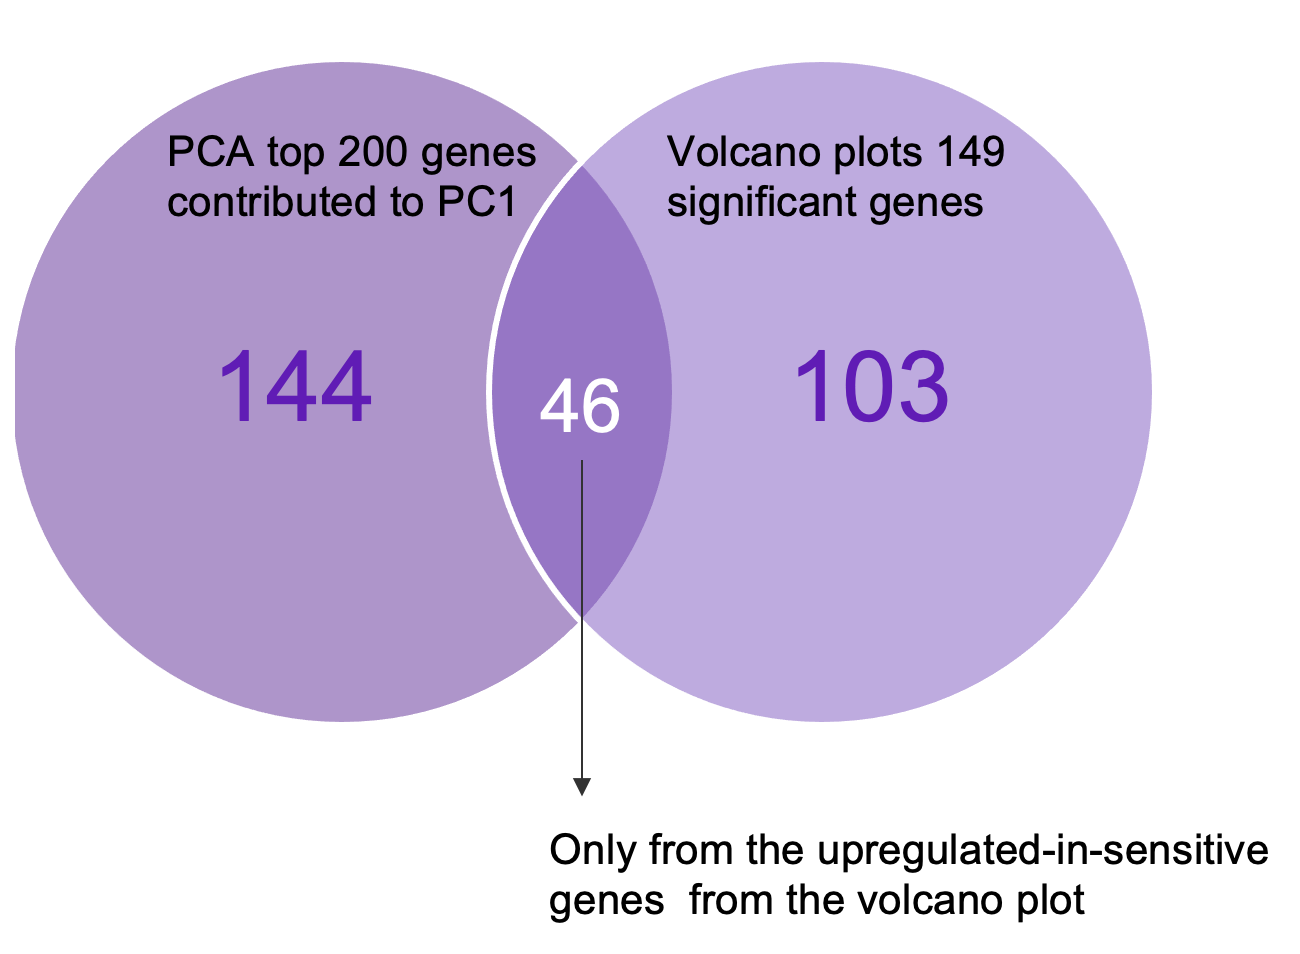 PCA top 200 genes
contributed to PC1
Volcano plots 149
significant genes
144
46
103
Only from the upregulated-in-sensitive
genes  from the volcano plot